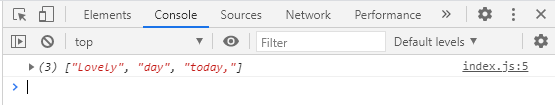 Elements Console Sources Network Performance »
top ▼ Filter Default levels ▼
▶(3) ["Lovely", "day", "today,"] index.js:5
>